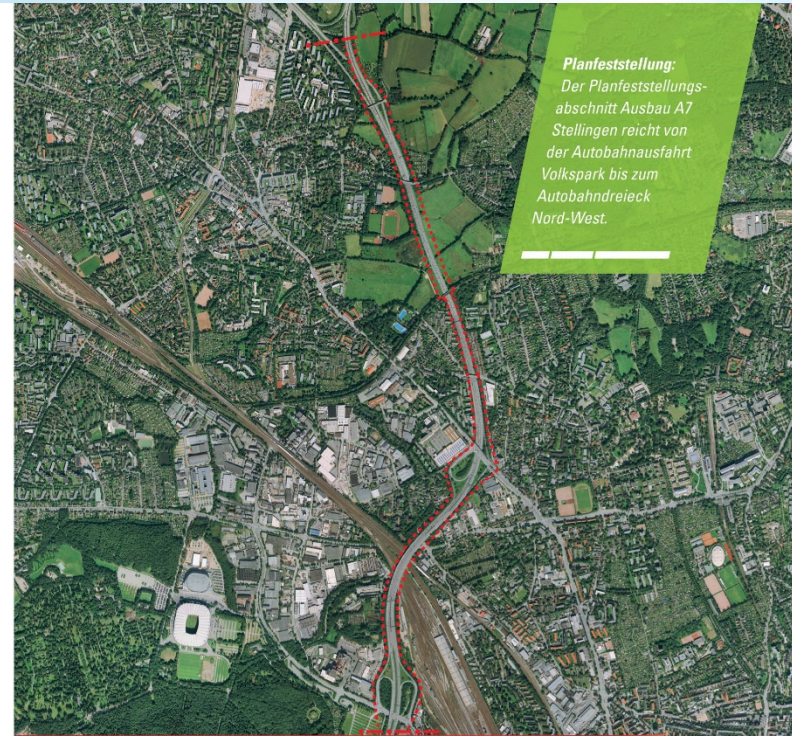 Planfeststellung:
Der Planfeststellungs-
abschnitt Ausbau A7
Stellingen reicht von
der Autobahnausfahrt
Volkspark bis zum
Autobahndreieck
Nord-West.